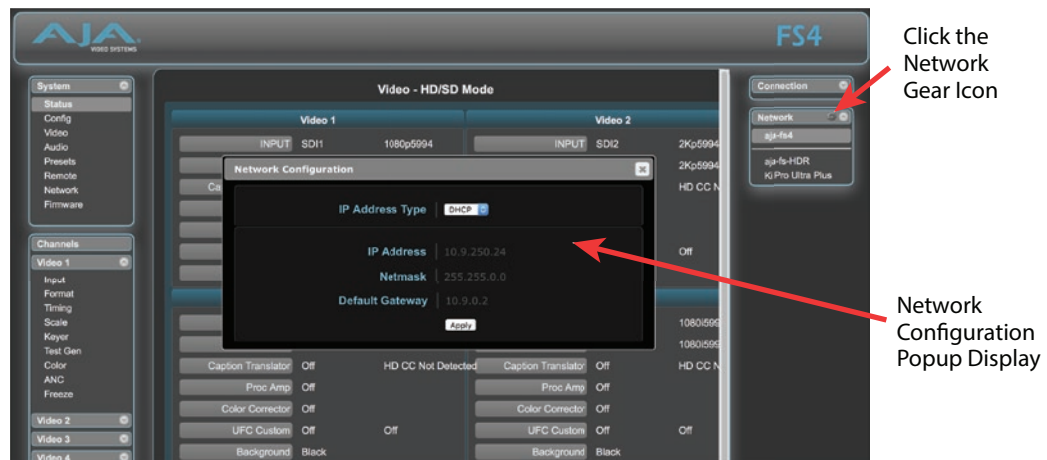 AJA
VIDEO SYSTEMS
FS4
Click the
Network
Gear Icon
System
Status
Config
Video
Audio
Presets
Remote
Network
Firmware
Channels
Video 1
Input
Format
Timing
Scale
Keyer
Test Gen
Color
ANC
Freeze
Video 2
Video 3
Video 4
Video - HD/SD Mode
Video 1 Video 2
INPUT SDI1 1080p5994 INPUT SDI2 2Kp5994
2Kp5994
Ca HD CC N
Off
Network Configuration
IP Address Type DHCP
IP Address 10.9.250.24
Netmask 255.255.0.0
Default Gateway 10.9.0.2
Apply
1080i599
1080i599
Caption Translator Off HD CC Not Detected Caption Translator Off HD CC N
Proc Amp Off Proc Amp Off
Color Corrector Off Color Corrector Off
UFC Custom Off Off UFC Custom Off Off
Background Black Background Black
Connection
Network
aja-fs4
aja-fs-HDR
Ki Pro Ultra Plus
Network
Configuration
Popup Display